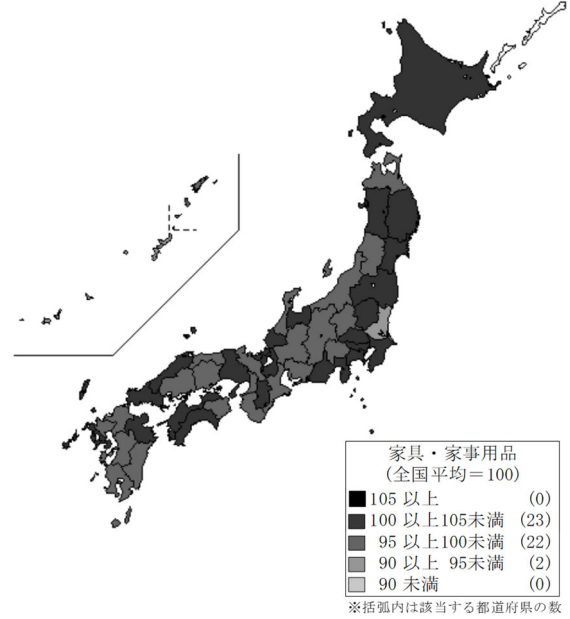 家具・家事用品
(全国平均＝100)
105 以上 (0)
100 以上105未満 (23)
95 以上100未満 (22)
90 以上 95未満 (2)
90 未満 (0)
※括弧内は該当する都道府県の数